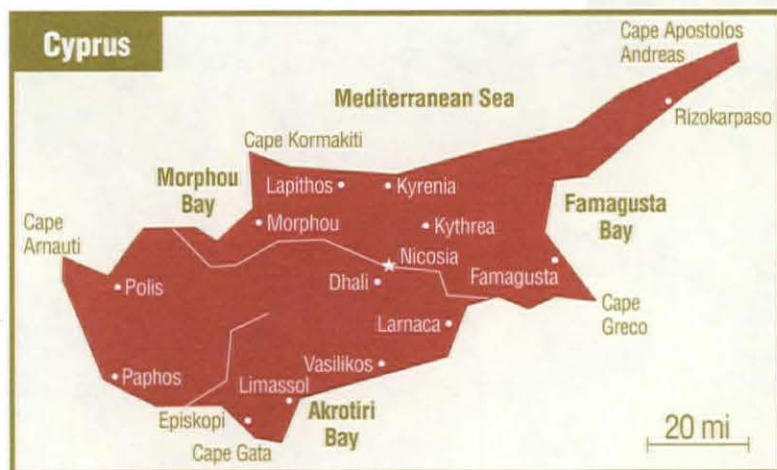 Cyprus
Cape Apostolos
Andreas
Mediterranean Sea
Rizokarpaso
Cape Kormakiti
Morphou
Bay
Lapithos
Kyrenia
Famagusta
Bay
Cape
Arnauti
Morphou
Kythrea
Nicosia
Polis
Dhali
Famagusta
Cape
Greco
Larnaca
Vasilikos
Paphos
Limassol
Episkopi
Akrotiri
Bay
Cape Gata
20 mi